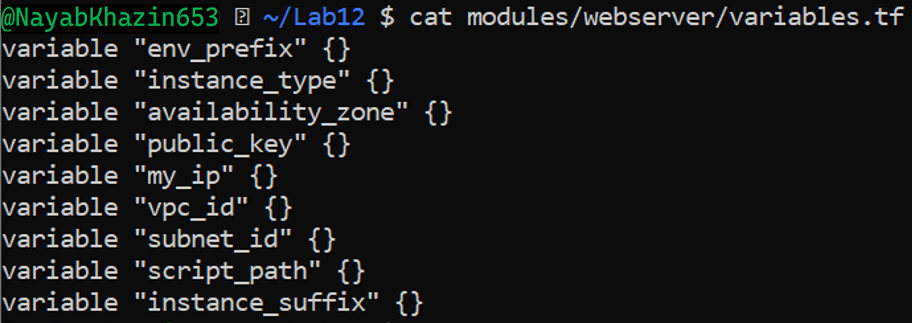 @NayabKhazin653 ~/Lab12 $ cat modules/webserver/variables.tf
variable "env_prefix" {}
variable "instance_type" {}
variable "availability_zone" {}
variable "public_key" {}
variable "my_ip" {}
variable "vpc_id" {}
variable "subnet_id" {}
variable "script_path" {}
variable "instance_suffix" {}